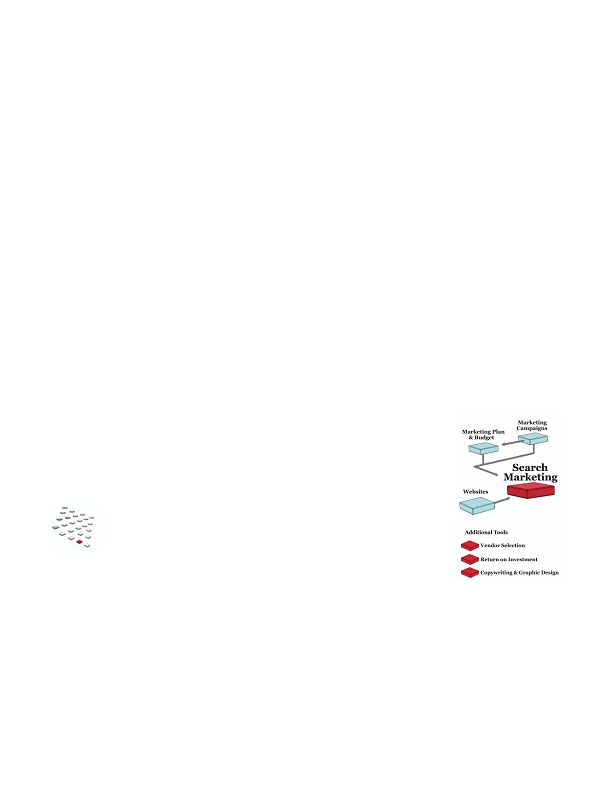 Marketing
Campaigns
Marketing Plan
& Budget
Search
Marketing
Websites
Additional Tools
Vendor Selection
Return on Investment
Copywriting & Graphic Design